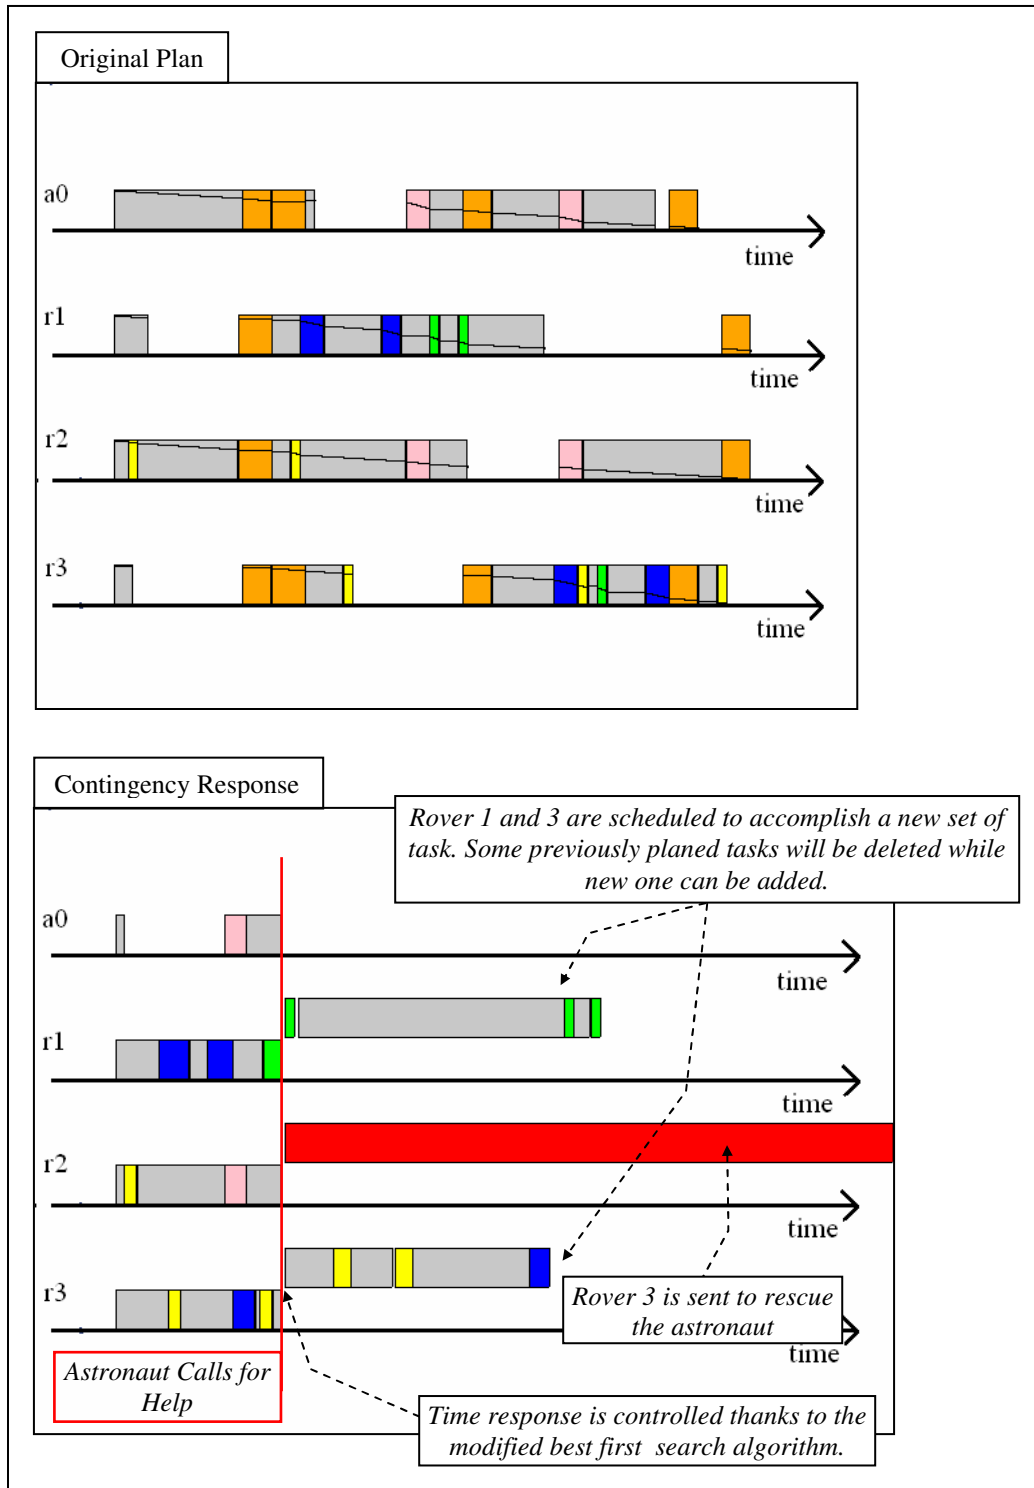 Original Plan
a0
time
r1
time
r2
time
r3
time
Contingency Response
Rover 1 and 3 are scheduled to accomplish a new set of
task. Some previously planed tasks will be deleted while
new one can be added.
a0
time
r1
time
r2
time
r3
Rover 3 is sent to rescue
the astronaut
time
Astronaut Calls for
Help
Time response is controlled thanks to the
modified best first search algorithm.